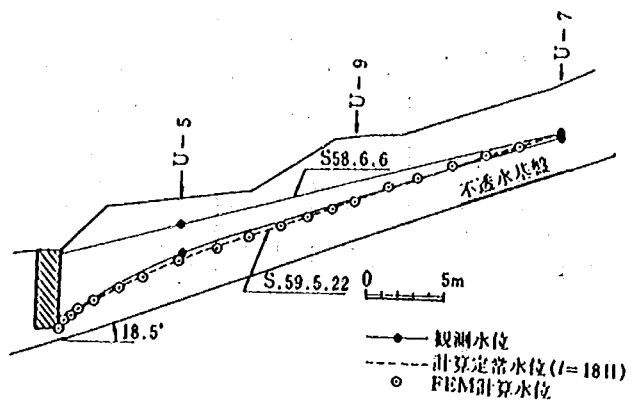 U-7
U-9
U-5
S58.6.6
不透水基盤
S.59.5.22
0 5m
18.5°
観測水位
計算定常水位(l=18日)
FEM計算水位